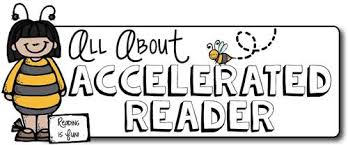 All About
ACCELERATED
READER
READING
IS FUN!